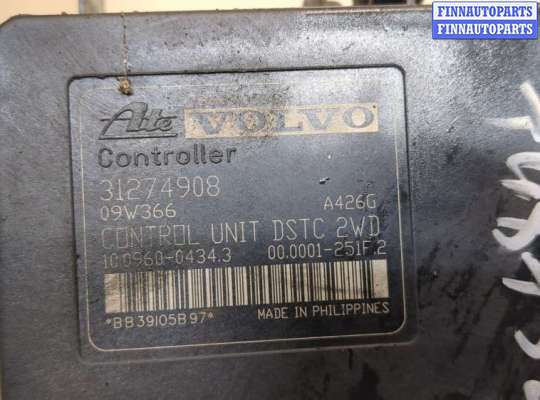 FINNAUTOPARTS
FINNAUTOPARTS
Ate VOLVO
Controller
31274908
09W366 A426G
CONTROL UNIT DSTC 2WD
10.0960-0434.3 00.0001-251F.2
*BB39105B97* MADE IN PHILIPPINES